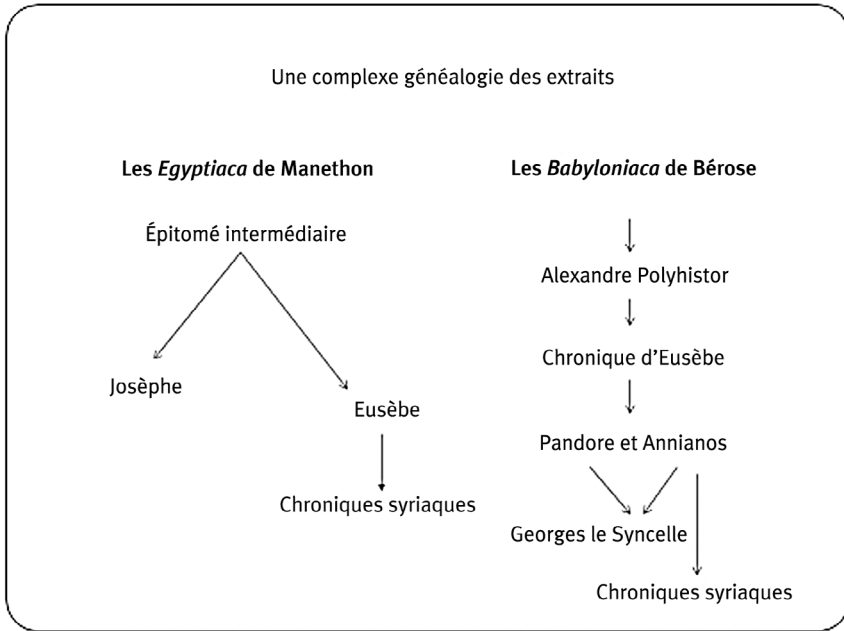 Une complexe généalogie des extraits
Les Egyptiaca de Manethon
Épitomé intermédiaire
Josèphe
Eusèbe
Chroniques syriaques
Les Babyloniaca de Bérose
Alexandre Polyhistor
Chronique d’Eusèbe
Pandore et Annianos
Georges le Syncelle
Chroniques syriaques